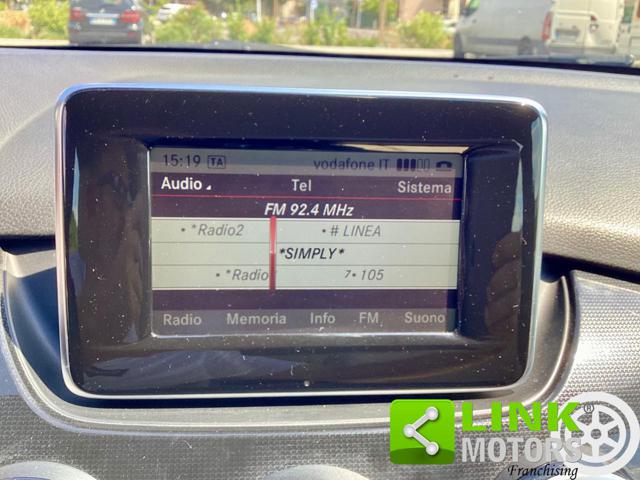 15:19 TA vodafone IT
Audio Tel Sistema
FM 92.4 MHz
• *Radio2 • # LINEA
*SIMPLY*
• *Radio 7• 105
Radio Memoria Info FM Suono
LINK
MOTORS®
Franchising